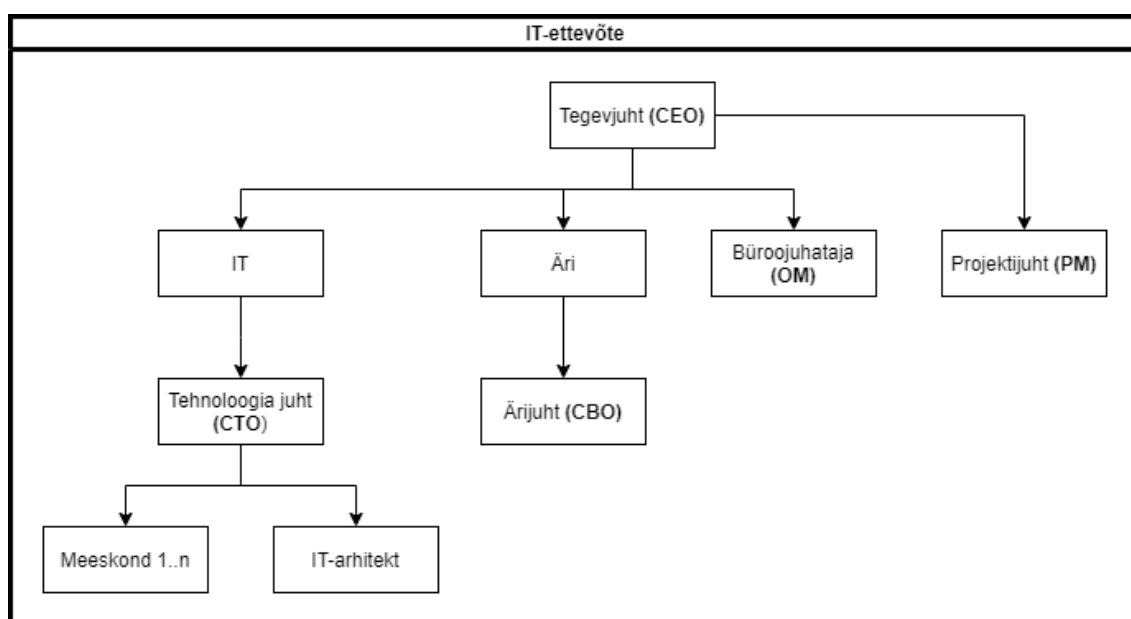 IT-ettevõte
Tegevjuht (CEO)
IT
Äri
Büroojuhataja
(OM)
Projektijuht (PM)
Tehnoloogia juht
(CTO)
Ärijuht (CBO)
Meeskond 1..n
IT-arhitekt